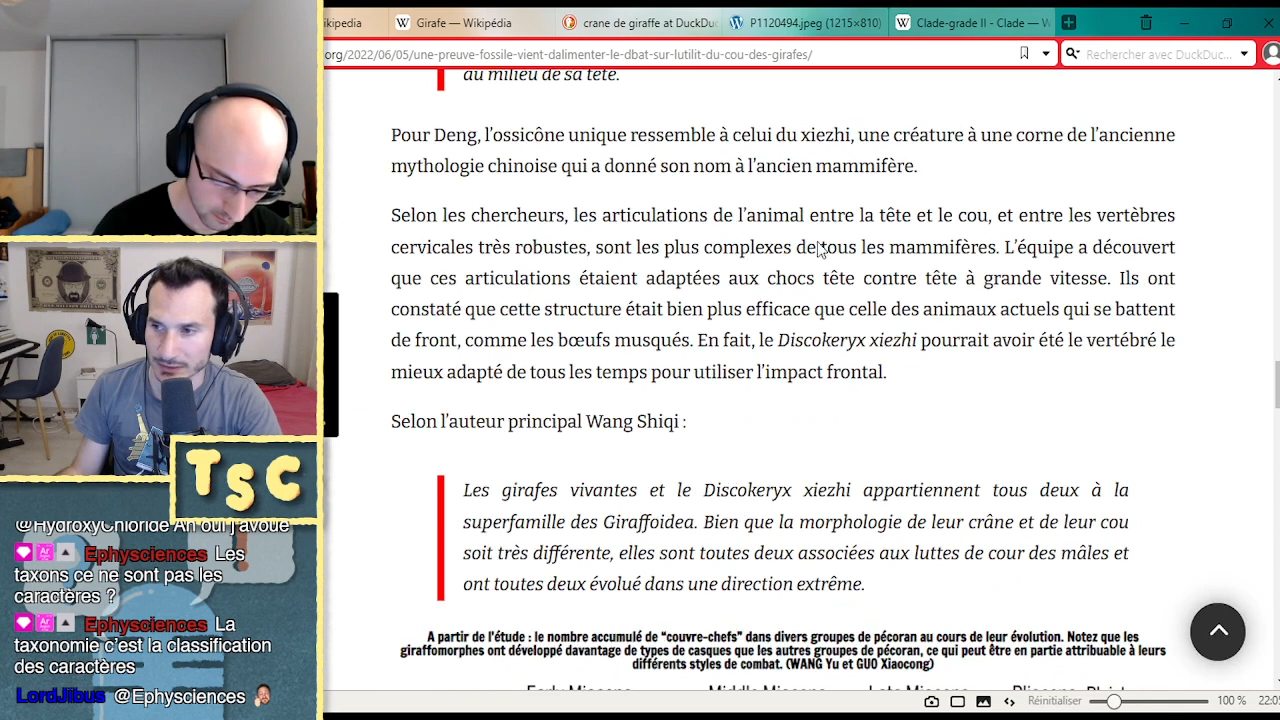 ikipedia
Girafe — Wikipédia
crane de giraffe at DuckDuc
P1120494.jpeg (1215×810)
Clade-grade II - Clade — W
org/2022/06/05/une-preuve-fossile-vient-dalimenter-le-dbat-sur-lutilit-du-cou-des-girafes/
Rechercher avec DuckDuc...
au milieu de sa tête.
Pour Deng, l’ossicône unique ressemble à celui du xiezhi, une créature à une corne de l’ancienne
mythologie chinoise qui a donné son nom à l’ancien mammifère.
Selon les chercheurs, les articulations de l’animal entre la tête et le cou, et entre les vertèbres
cervicales très robustes, sont les plus complexes de tous les mammifères. L’équipe a découvert
que ces articulations étaient adaptées aux chocs tête contre tête à grande vitesse. Ils ont
constaté que cette structure était bien plus efficace que celle des animaux actuels qui se battent
de front, comme les bœufs musqués. En fait, le Discokeryx xiezhi pourrait avoir été le vertébré le
mieux adapté de tous les temps pour utiliser l’impact frontal.
Selon l’auteur principal Wang Shiqi :
Les girafes vivantes et le Discokeryx xiezhi appartiennent tous deux à la
superfamille des Giraffoidea. Bien que la morphologie de leur crâne et de leur cou
soit très différente, elles sont toutes deux associées aux luttes de cour des mâles et
ont toutes deux évolué dans une direction extrême.
A partir de l'étude : le nombre accumulé de “couvre-chefs” dans divers groupes de pécoran au cours de leur évolution. Notez que les
giraffomorphes ont développé davantage de types de casques que les autres groupes de pécoran, ce qui peut être en partie attribuable à leurs
différents styles de combat. (WANG Yu et GUO Xiaocong)
Early Miocene
Middle Miocene
Late Miocene
Réinitialiser
100 %
22:0
TSC
@HydroxyChloride Ah oui j'avoue
Ephysciences Les
taxons ce ne sont pas les
caractères ?
Ephysciences La
taxonomie c'est la classification
des caractères
LordJibus @Ephysciences